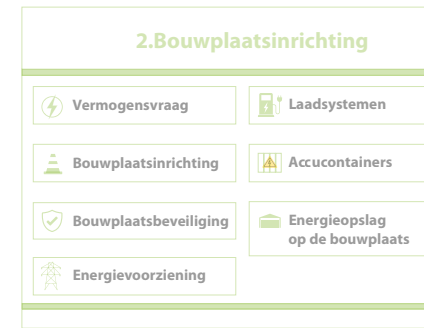 2.Bouwplaatsinrichting
Vermogensvraag
Bouwplaatsinrichting
Bouwplaatsbeveiliging
Energievoorziening
Laadsystemen
Accucontainers
Energieopslag
op de bouwplaats